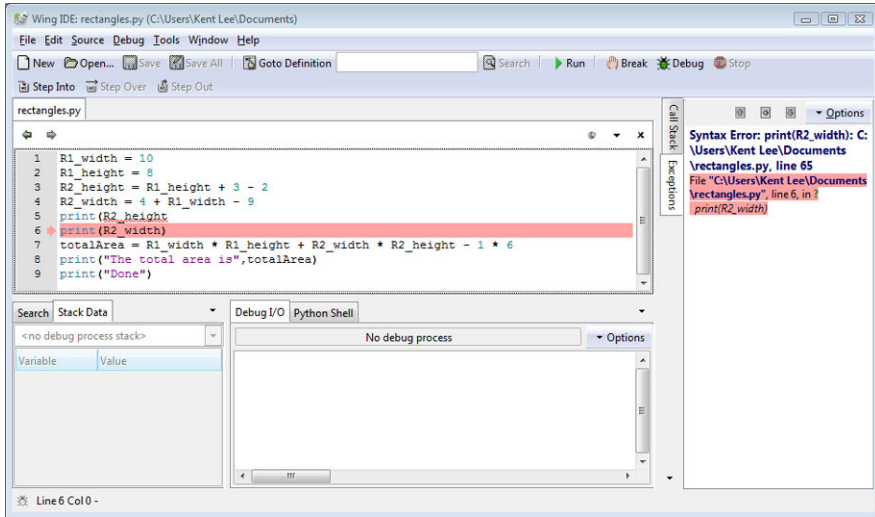 Wing IDE: rectangles.py (C:\Users\Kent Lee\Documents)
File Edit Source Debug Tools Window Help
New Open... Save Save All Goto Definition Search Run Break Debug Stop
Step Into Step Over Step Out
rectangles.py
1 R1_width = 10
2 R1_height = 8
3 R2_height = R1_height + 3 - 2
4 R2_width = 4 + R1_width - 9
5 print(R2_height
6 print(R2_width)
7 totalArea = R1_width * R1_height + R2_width * R2_height - 1 * 6
8 print("The total area is",totalArea)
9 print("Done")
Call Stack
Exceptions
Options
Syntax Error: print(R2_width): C:
\Users\Kent Lee\Documents
\rectangles.py, line 65
File "C:\Users\Kent Lee\Documents
\rectangles.py", line 6, in ?
print(R2_width)
Search Stack Data
<no debug process stack>
Variable Value
Debug I/O Python Shell
No debug process Options
Line 6 Col 0 -